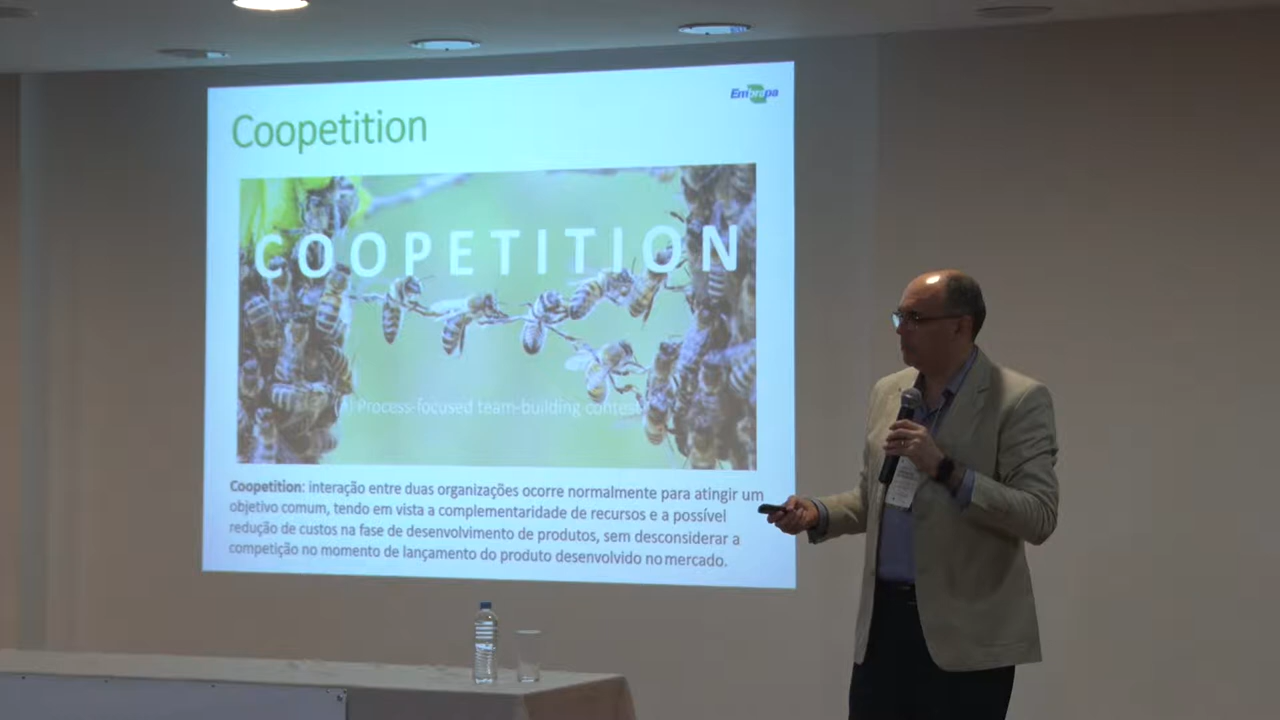 Embrapa
Coopetition
COOPETITION
Process-focused team-building contest
Coopetition: interação entre duas organizações ocorre normalmente para atingir um
objetivo comum, tendo em vista a complementaridade de recursos e a possível
redução de custos na fase de desenvolvimento de produtos, sem desconsiderar a
competição no momento de lançamento do produto desenvolvido no mercado.